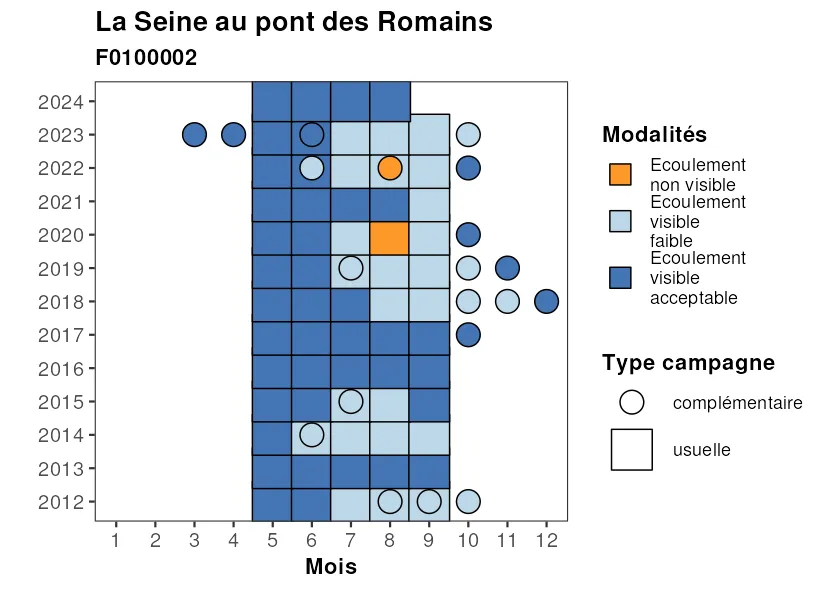 La Seine au pont des Romains
F0100002
2024
2023
2022
2021
2020
2019
2018
2017
2016
2015
2014
2013
2012
1 2 3 4 5 6 7 8 9 10 11 12
Mois
Modalités
Ecoulement
non visible
Ecoulement
visible
faible
Ecoulement
visible
acceptable
Type campagne
complémentaire
usuelle